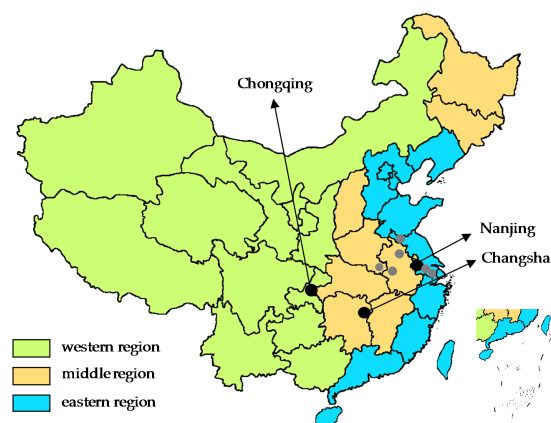 Chongqing
Nanjing
Changsha
western region
middle region
eastern region